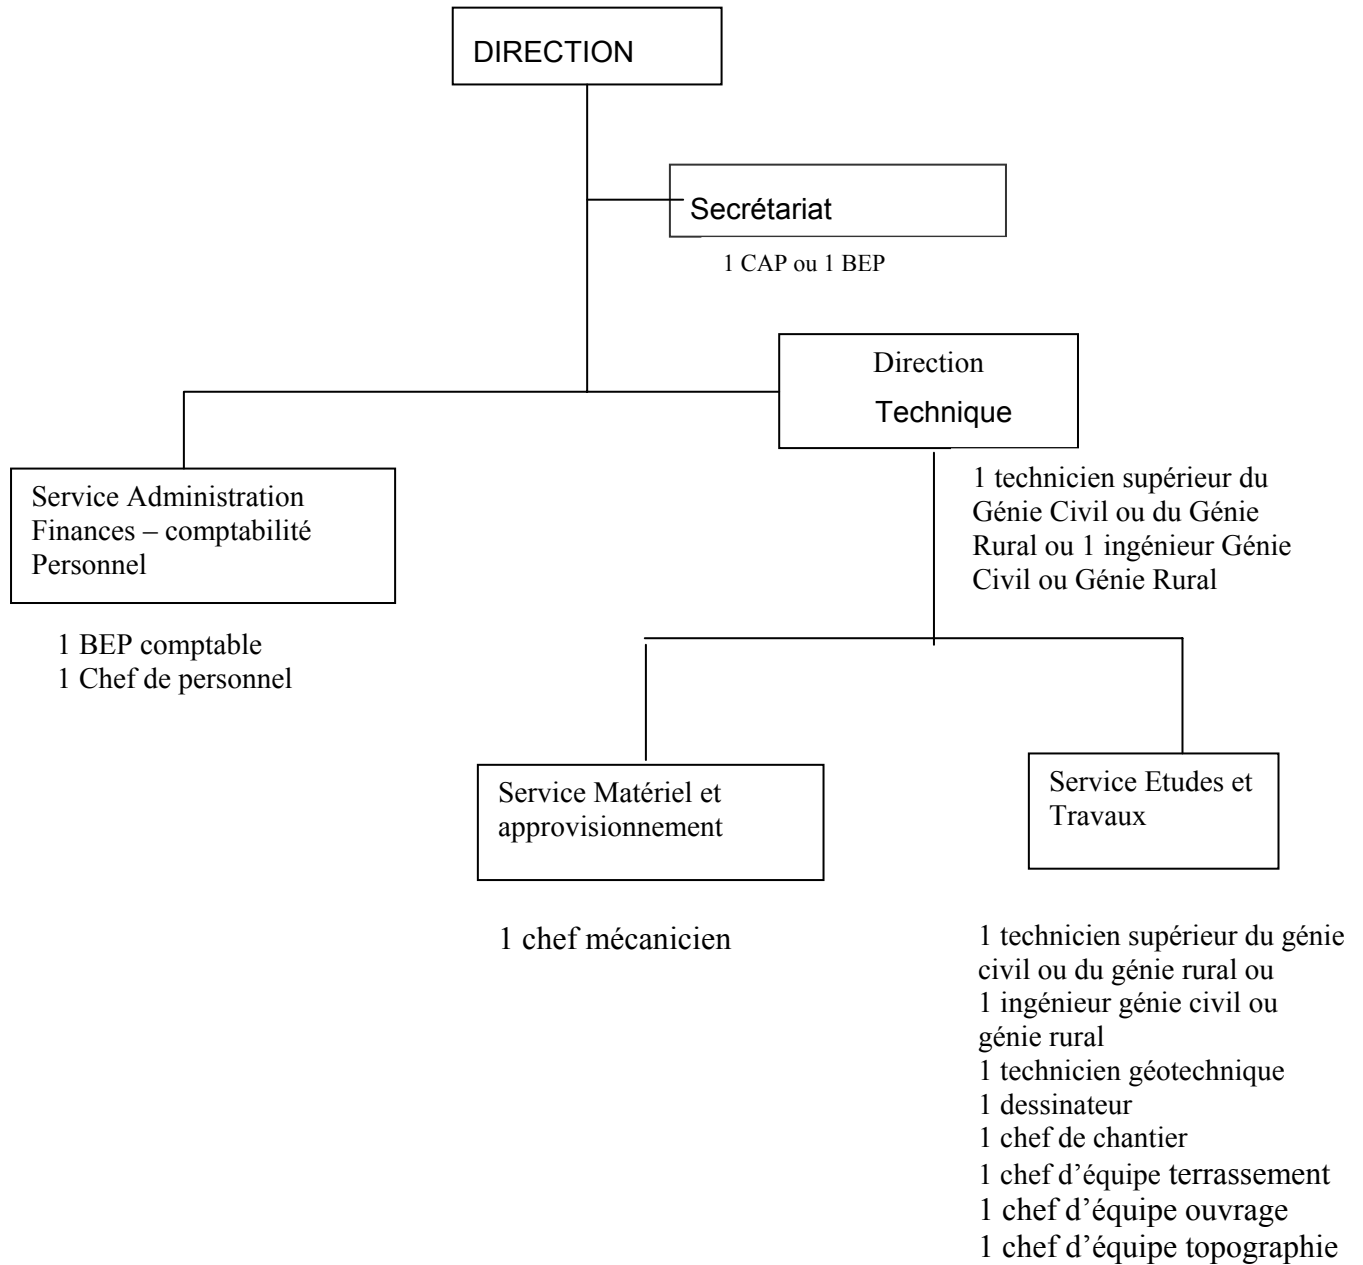 DIRECTION
Secrétariat
1 CAP ou 1 BEP
Direction
Technique
1 technicien supérieur du
Génie Civil ou du Génie
Rural ou 1 ingénieur Génie
Civil ou Génie Rural
Service Administration
Finances – comptabilité
Personnel
1 BEP comptable
1 Chef de personnel
Service Matériel et
approvisionnement
1 chef mécanicien
Service Etudes et
Travaux
1 technicien supérieur du génie
civil ou du génie rural ou
1 ingénieur génie civil ou
génie rural
1 technicien géotechnique
1 dessinateur
1 chef de chantier
1 chef d’équipe terrassement
1 chef d’équipe ouvrage
1 chef d’équipe topographie